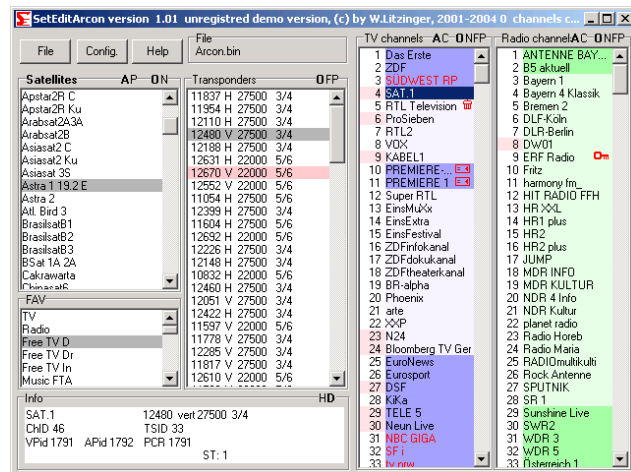 SetEditArcon version 1.01 unregistred demo version, (c) by W.Litzinger, 2001-2004 0 channels c...
File
Config.
Help
File
Arcon.bin
Satellites AP ON
Apstar2R C
Apstar2R Ku
Arabsat2A3A
Arabsat2B
Asiasat2 C
Asiasat2 Ku
Asiasat 3S
Astra 1 19.2 E
Astra 2
Atl. Bird 3
BrasilsatB1
BrasilsatB2
BrasilsatB3
BSat 1A 2A
Cakrawarta
Chinasat6
Transponders OFP
11837 H 27500 3/4
11954 H 27500 3/4
12110 H 27500 3/4
12480 V 27500 3/4
12188 H 27500 3/4
12631 H 22000 5/6
12670 V 22000 5/6
12552 V 22000 5/6
11054 H 27500 5/6
12399 H 27500 3/4
11604 H 27500 5/6
12692 H 22000 5/6
12226 H 27500 3/4
12148 H 27500 3/4
10832 H 22000 5/6
12460 H 27500 3/4
12051 V 27500 3/4
12422 H 27500 3/4
11597 V 22000 5/6
11778 V 27500 3/4
12285 V 27500 3/4
11817 V 27500 3/4
12610 V 22000 5/6
FAV
TV
Radio
Free TV D
Free TV Dr
Free TV In
Music FTA
Info HD
SAT.1 12480 vert 27500 3/4
ChID 46 TSID 33
VPid 1791 APid 1792 PCR 1791
ST: 1
TV channels AC ONFP
1 Das Erste
2 ZDF
3 SÜDWEST RP
4 SAT.1
5 RTL Television
6 ProSieben
7 RTL2
8 VOX
9 KABEL1
10 PREMIERE-...
11 PREMIERE 1
12 Super RTL
13 EinsMuXx
14 EinsExtra
15 EinsFestival
16 ZDFinfokanal
17 ZDFdokukanal
18 ZDFtheaterkanal
19 BR-alpha
20 Phoenix
21 arte
22 XXP
23 N24
24 Bloomberg TV Ger
25 EuroNews
26 Eurosport
27 DSF
28 KiKa
29 TELE 5
30 Neun Live
31 NBC GIGA
32 SF i
33 tv.nrw
Radio channels AC ONFP
1 ANTENNE BAY...
2 B5 aktuell
3 Bayern 1
4 Bayern 4 Klassik
5 Bremen 2
6 DLF-Köln
7 DLR-Berlin
8 DW01
9 ERF Radio
10 Fritz
11 harmony fm_
12 HIT RADIO FFH
13 HR XXL
14 HR1 plus
15 HR2
16 HR2 plus
17 JUMP
18 MDR INFO
19 MDR KULTUR
20 NDR 4 Info
21 NDR Kultur
22 planet radio
23 Radio Horeb
24 Radio Maria
25 RADIOmultikulti
26 Rock Antenne
27 SPUTNIK
28 SR 1
29 Sunshine Live
30 SWR2
31 WDR 3
32 WDR 5
33 Österreich 1